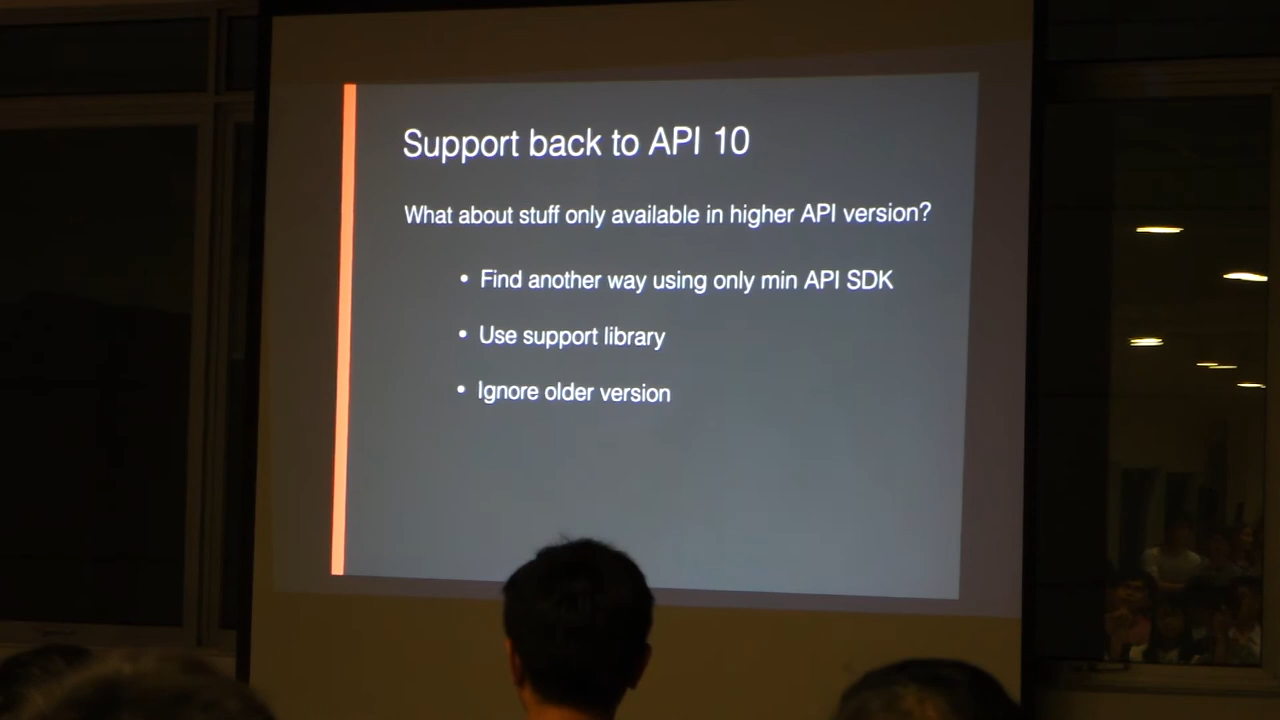 Support back to API 10
What about stuff only available in higher API version?
• Find another way using only min API SDK
• Use support library
• Ignore older version